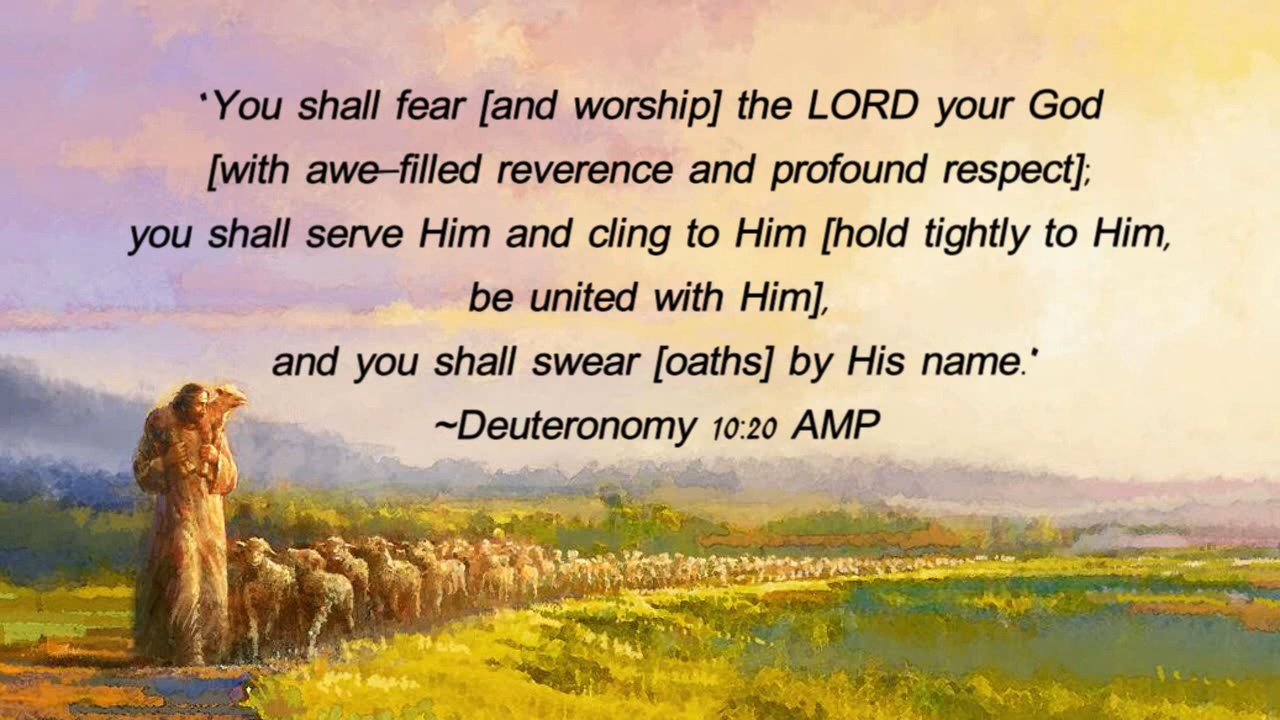 'You shall fear [and worship] the LORD your God
[with awe–filled reverence and profound respect];
you shall serve Him and cling to Him [hold tightly to Him,
be united with Him],
and you shall swear [oaths] by His name.'
~Deuteronomy 10:20 AMP